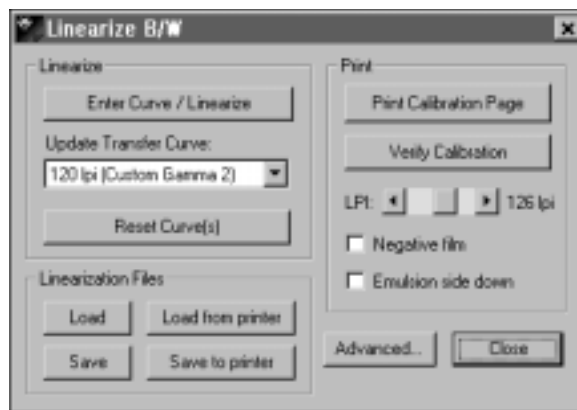 Linearize B/W
Linearize
Enter Curve / Linearize
Update Transfer Curve:
120 lpi (Custom Gamma 2)
Reset Curve(s)
Linearization Files
Load
Load from printer
Save
Save to printer
Print
Print Calibration Page
Verify Calibration
LPI:
126 lpi
Negative film
Emulsion side down
Advanced...
Close